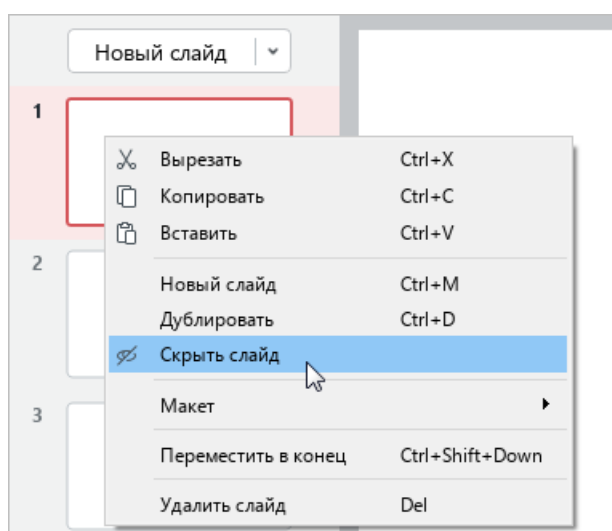 Новый слайд
1
Вырезать Ctrl+X
Копировать Ctrl+C
Вставить Ctrl+V
2
Новый слайд Ctrl+M
Дублировать Ctrl+D
Скрыть слайд
3
Макет
Переместить в конец Ctrl+Shift+Down
Удалить слайд Del